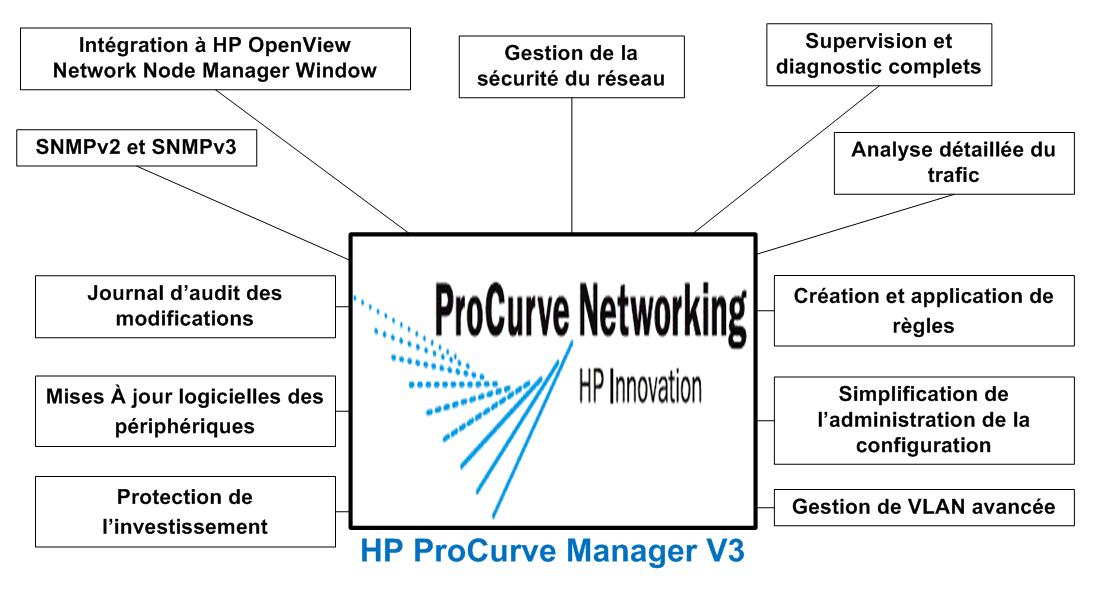 Intégration à HP OpenView
Network Node Manager Window
Gestion de la
sécurité du réseau
Supervision et
diagnostic complets
SNMPv2 et SNMPv3
Analyse détaillée du
trafic
Journal d’audit des
modifications
ProCurve Networking
HP Innovation
Création et application de
règles
Mises À jour logicielles des
périphériques
Simplification de
l’administration de la
configuration
Protection de
l’investissement
Gestion de VLAN avancée
HP ProCurve Manager V3